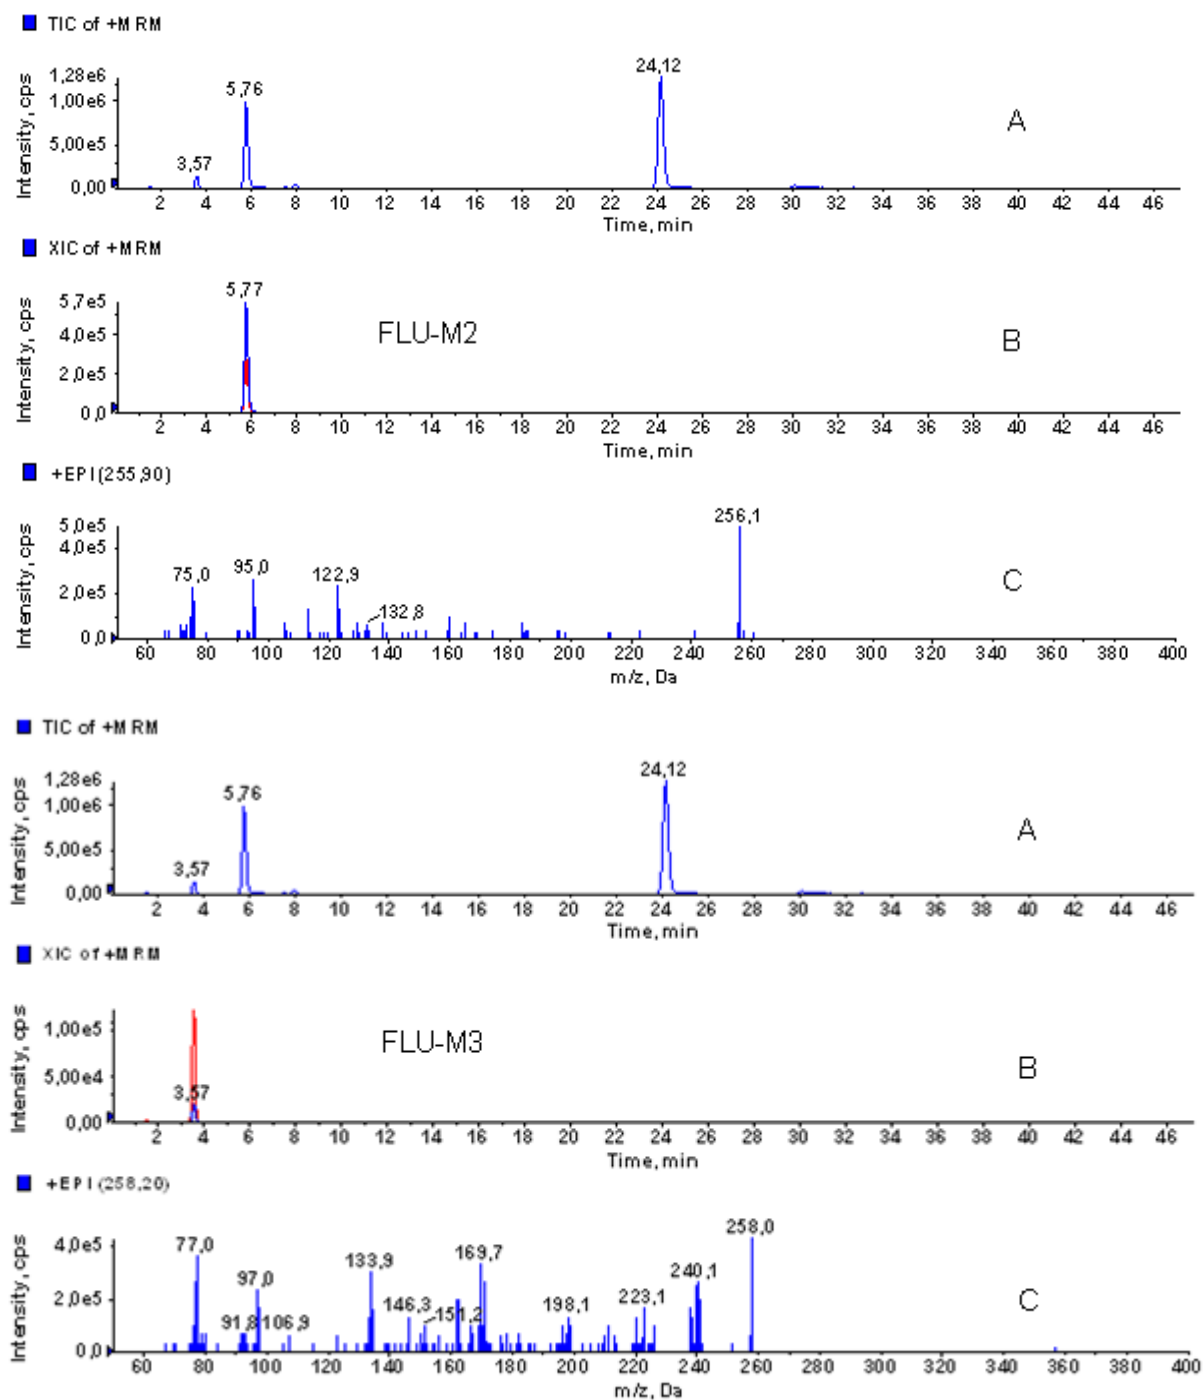 TIC of +MRM
Intensity, cps
1,28e6
1,00e6
5,00e5
0,00
3,57
5,76
24,12
A
2 4 6 8 10 12 14 16 18 20 22 24 26 28 30 32 34 36 38 40 42 44 46
Time, min
XIC of +MRM
Intensity, cps
5,7e5
4,0e5
2,0e5
0,0
5,77
FLU-M2
B
2 4 6 8 10 12 14 16 18 20 22 24 26 28 30 32 34 36 38 40 42 44 46
Time, min
+EPI(255,90)
Intensity, cps
5,0e5
4,0e5
2,0e5
0,0
75,0
95,0
122,9
132,8
256,1
C
60 80 100 120 140 160 180 200 220 240 260 280 300 320 340 360 380 400
m/z, Da
TIC of +MRM
Intensity, cps
1,28e6
1,00e6
5,00e5
0,00
3,57
5,76
24,12
A
2 4 6 8 10 12 14 16 18 20 22 24 26 28 30 32 34 36 38 40 42 44 46
Time, min
XIC of +MRM
Intensity, cps
1,00e5
5,00e4
0,00
3,57
FLU-M3
B
2 4 6 8 10 12 14 16 18 20 22 24 26 28 30 32 34 36 38 40 42 44 46
Time, min
+EPI(258,20)
Intensity, cps
4,0e5
2,0e5
0,0
77,0
91,8
97,0
106,9
133,9
146,3
151,2
169,7
198,1
223,1
240,1
258,0
C
60 80 100 120 140 160 180 200 220 240 260 280 300 320 340 360 380 400
m/z, Da